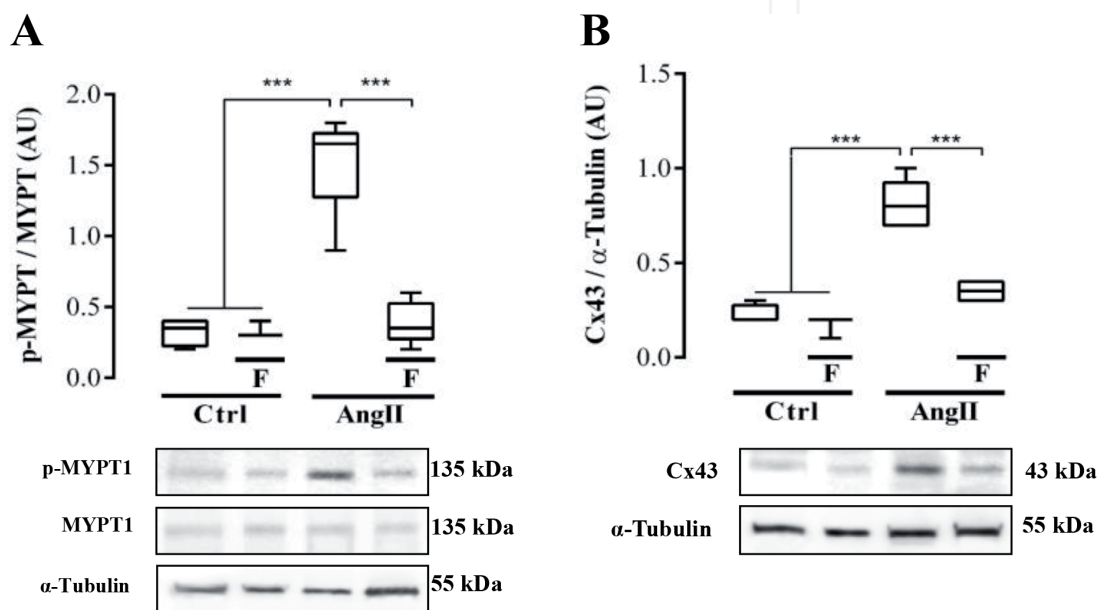 A
p-MYPT / MYPT (AU)
2.0
1.5
1.0
0.5
0.0
***
***
F
F
Ctrl
AngII
p-MYPT1
135 kDa
MYPT1
135 kDa
α-Tubulin
55 kDa
B
Cx43 / α-Tubulin (AU)
1.5
1.0
0.5
0.0
***
***
F
F
Ctrl
AngII
Cx43
43 kDa
α-Tubulin
55 kDa